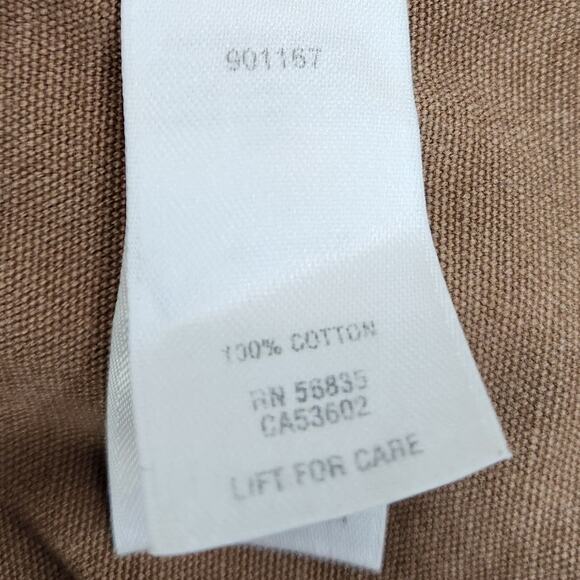 901167
100% COTTON
RN 56835
CA53602
LIFT FOR CARE